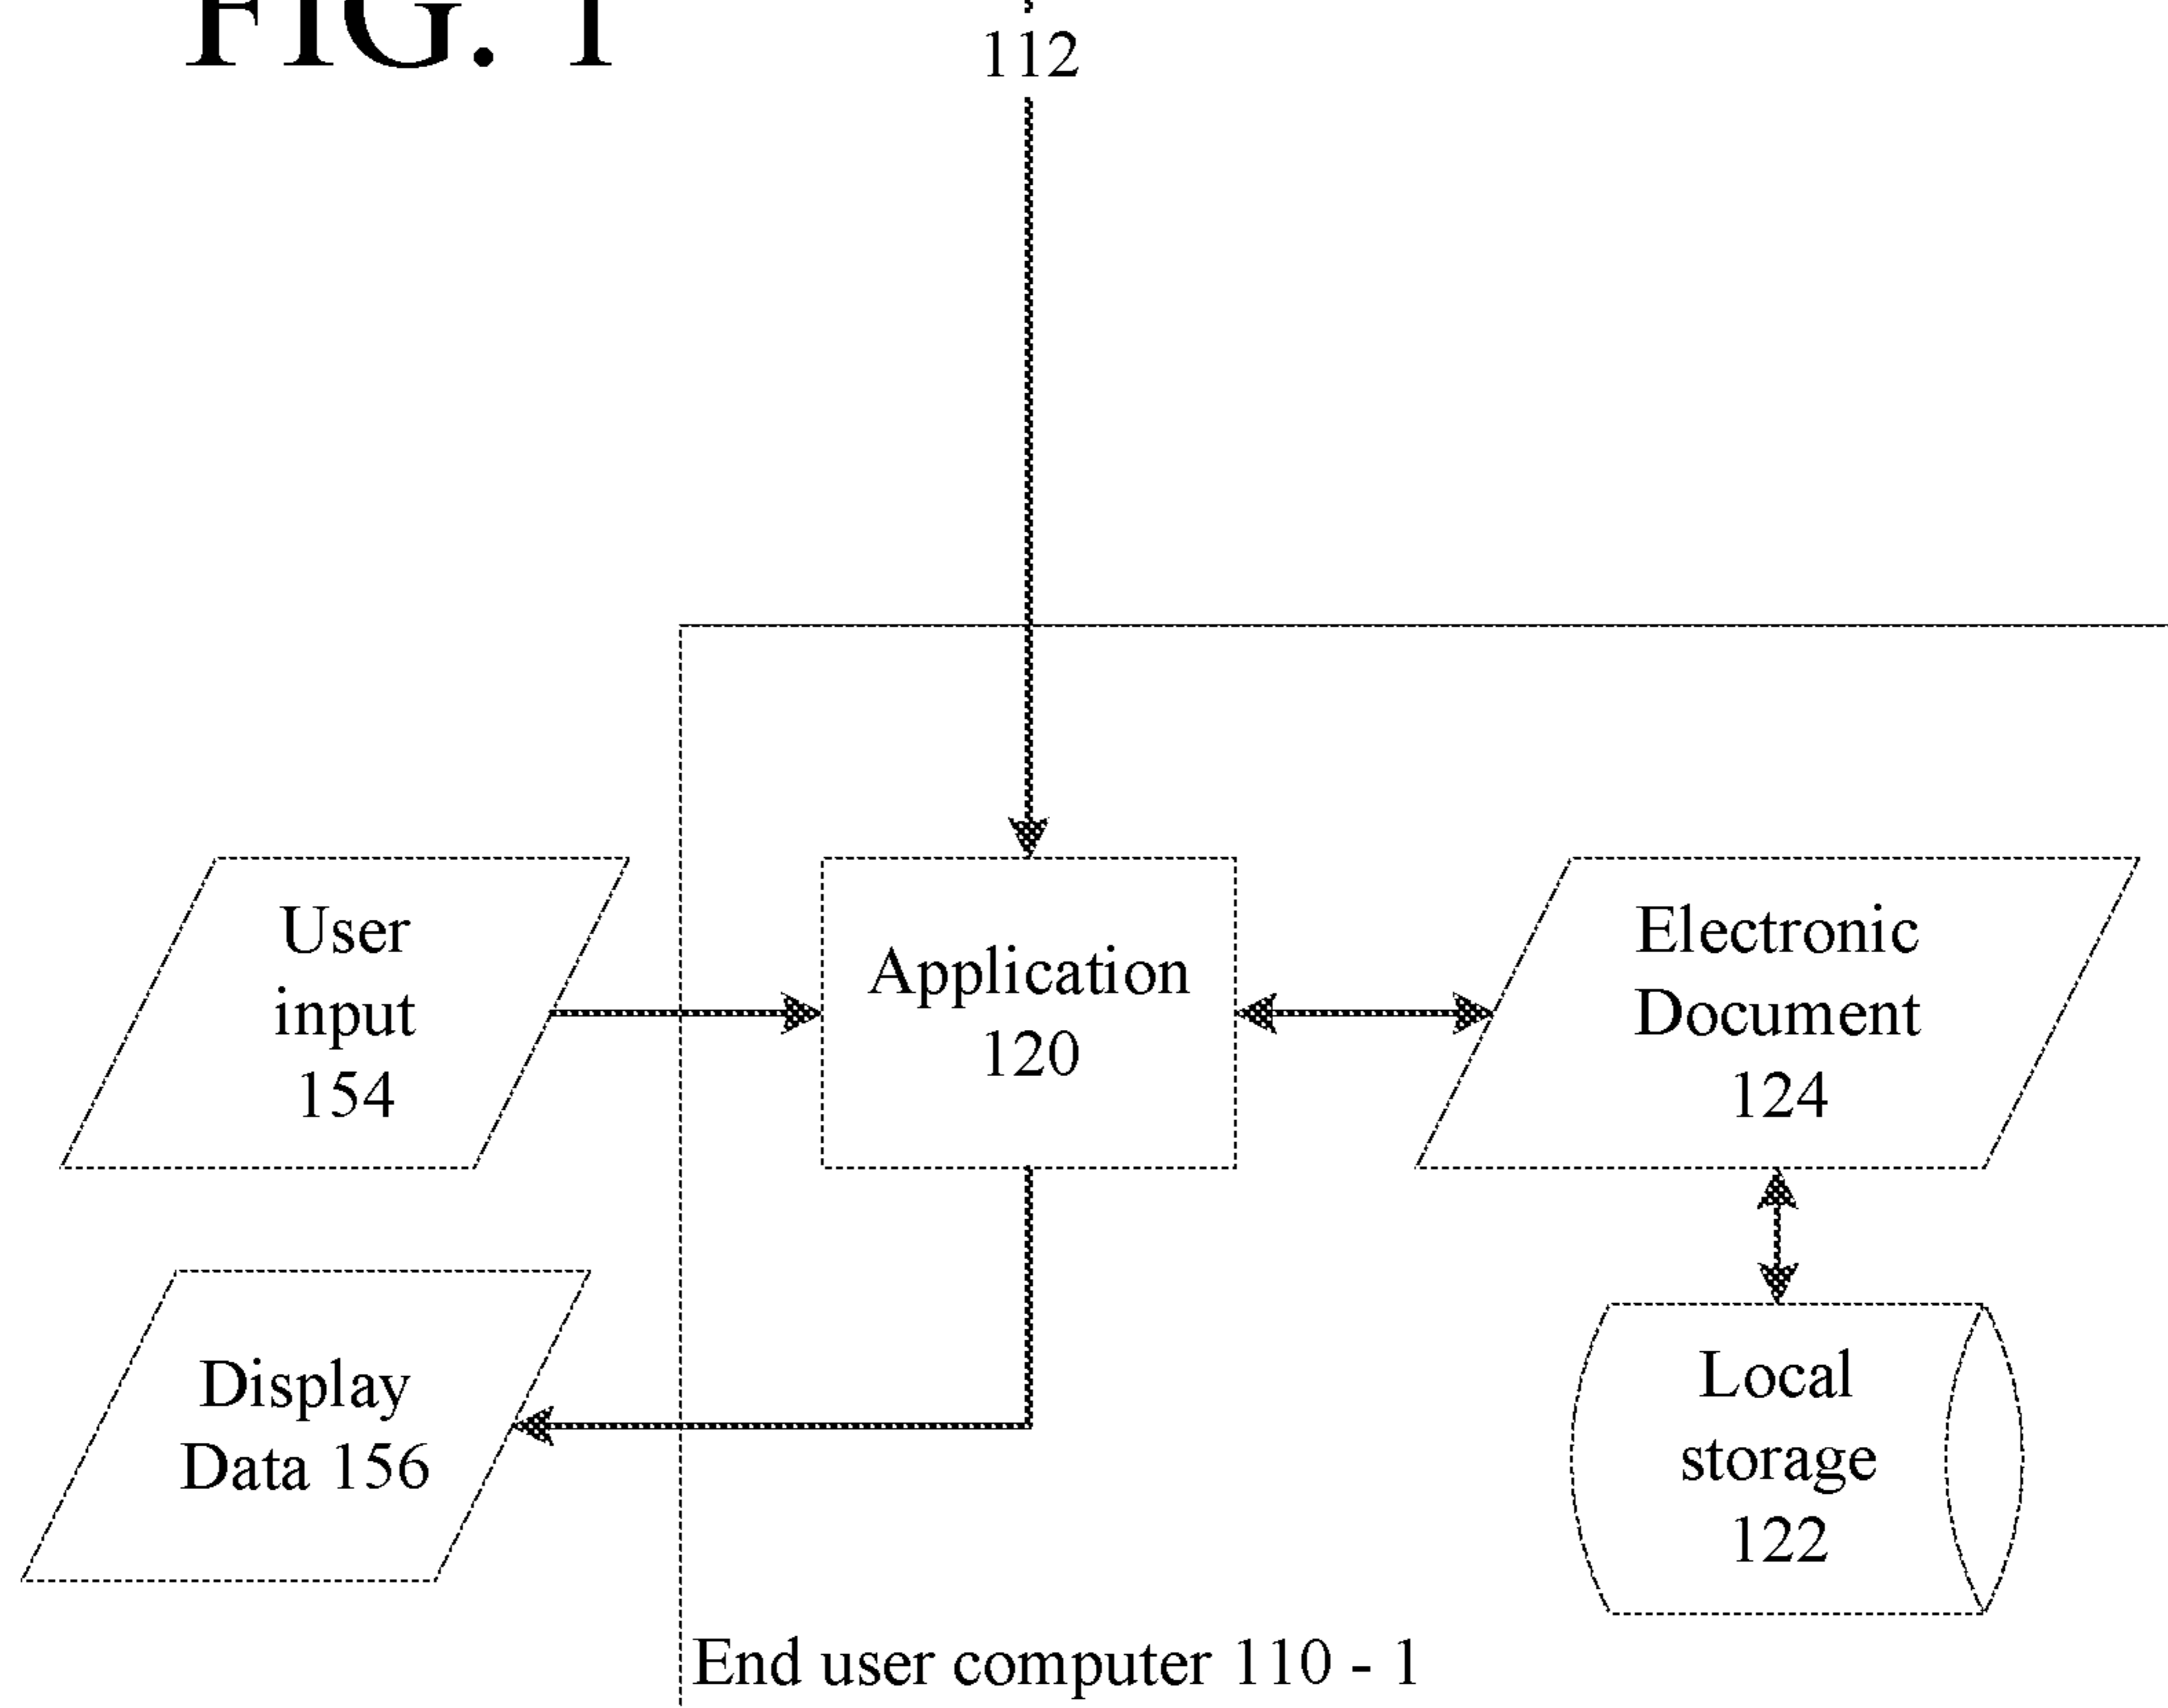 FIG. 1
112
User
input
154
Application
120
Electronic
Document
124
Display
Data 156
Local
storage
122
End user computer 110 - 1